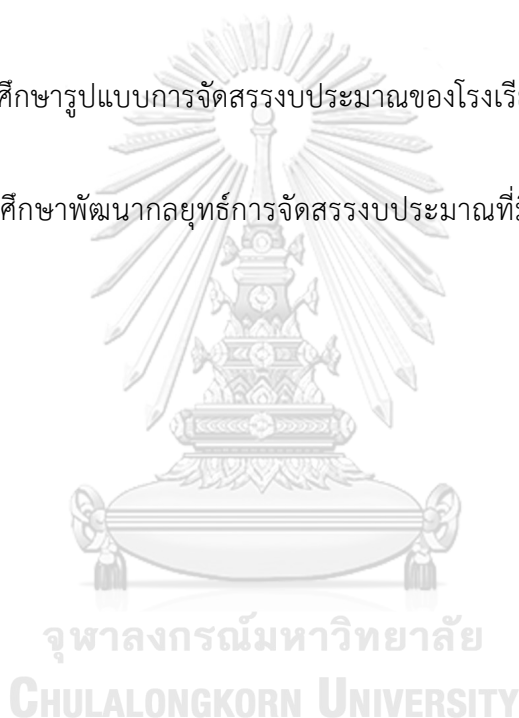 ศึกษารูปแบบการจัดสรรงบประมาณของโรงเรี
ศึกษาพัฒนากลยุทธ์การจัดสรรงบประมาณที่
จุฬาลงกรณ์มหาวิทยาลัย
CHULALONGKORN UNIVERSITY